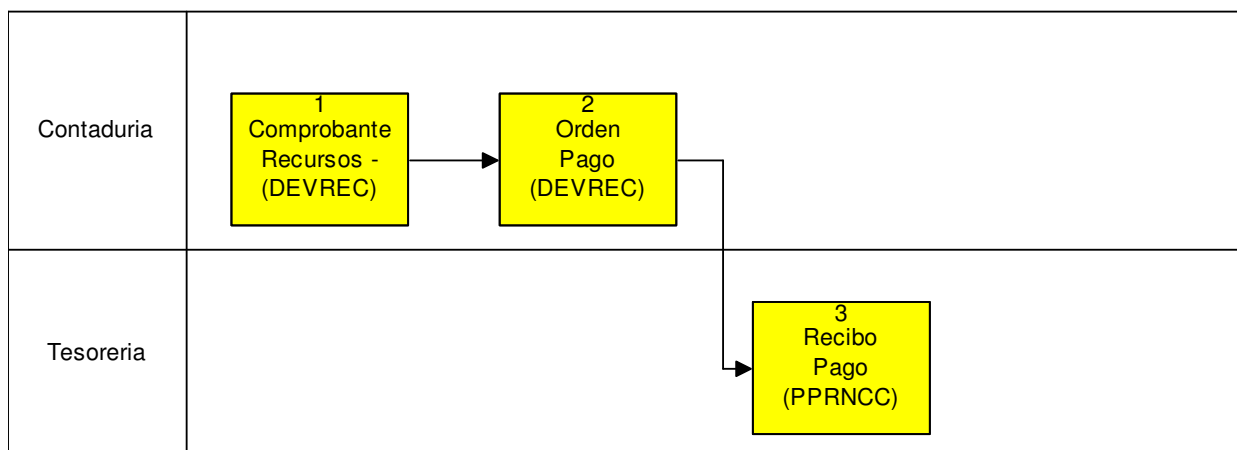 Contaduria
1
Comprobante
Recursos -
(DEVREC)
2
Orden
Pago
(DEVREC)
Tesoreria
3
Recibo
Pago
(PPRNCC)